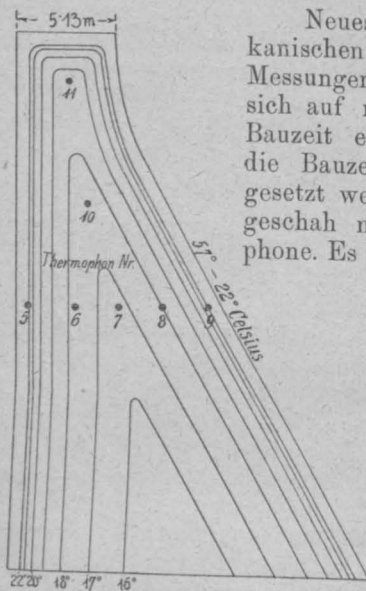 5·13m
11
10
Thermophon Nr.
5 6 7 8 9
51° - 22° Celsius
22° 20° 18° 17° 16°
Neues
kanischen
Messungen
sich auf
Bauzeit e
die Bauze
gesetzt we
geschah
phone. Es